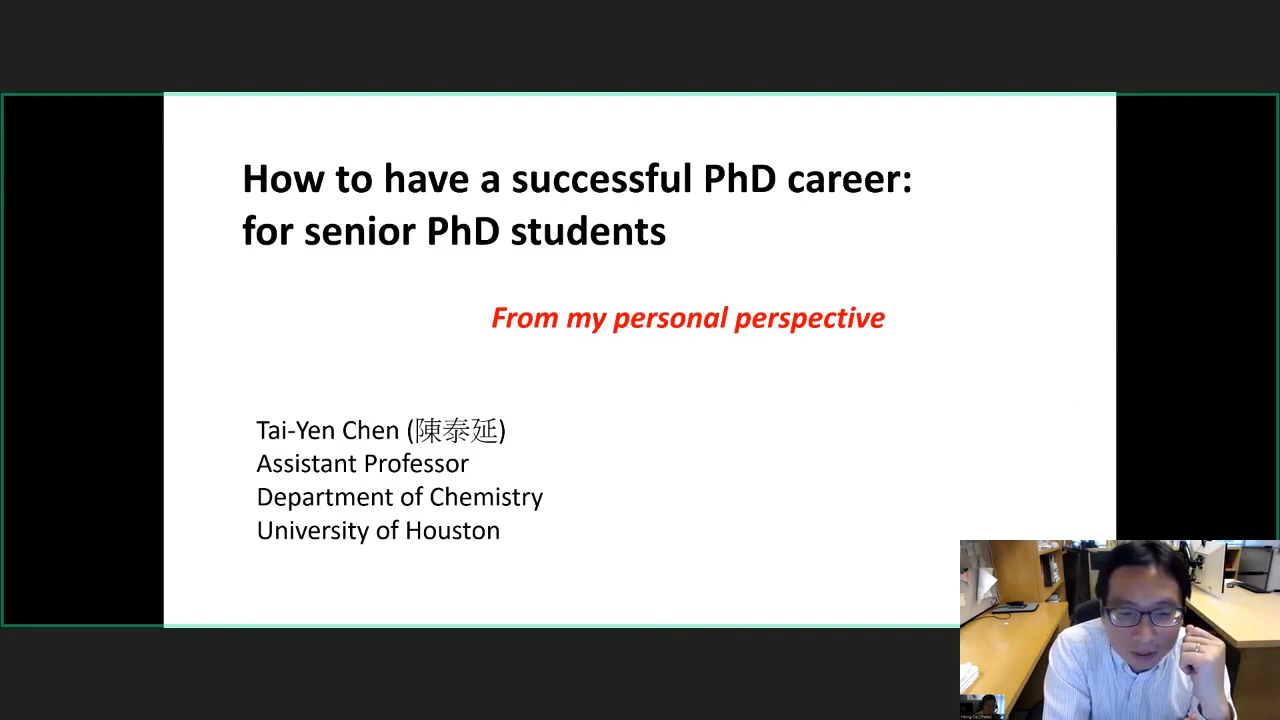 How to have a successful PhD career:
for senior PhD students
From my personal perspective
Tai-Yen Chen (陳泰延)
Assistant Professor
Department of Chemistry
University of Houston